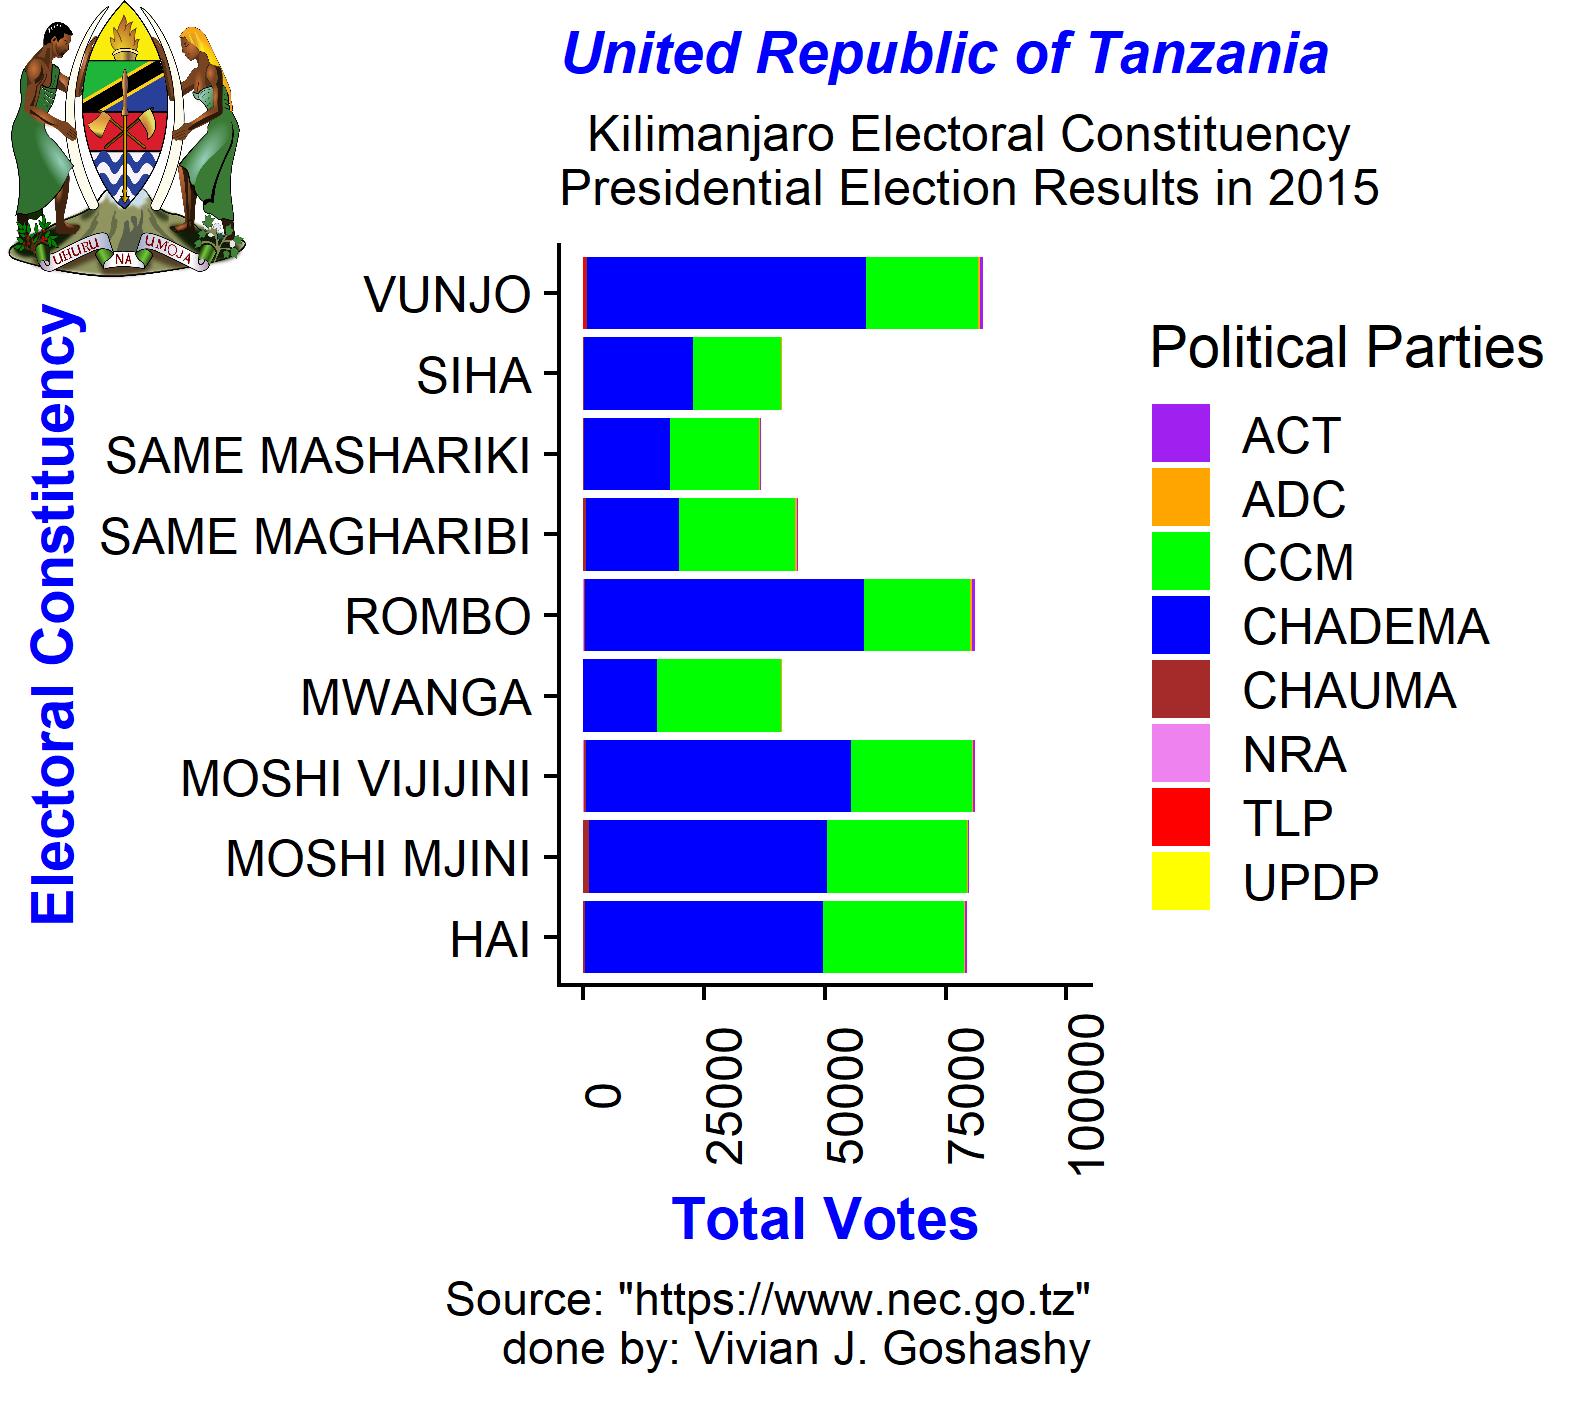 United Republic of Tanzania
Kilimanjaro Electoral Constituency
Presidential Election Results in 2015
UHURU NA UMOJA
Electoral Constituency
VUNJO
SIHA
SAME MASHARIKI
SAME MAGHARIBI
ROMBO
MWANGA
MOSHI VIJIJINI
MOSHI MJINI
HAI
0
25000
50000
75000
100000
Total Votes
Political Parties
ACT
ADC
CCM
CHADEMA
CHAUMA
NRA
TLP
UPDP
Source: "https://www.nec.go.tz"
done by: Vivian J. Goshashy